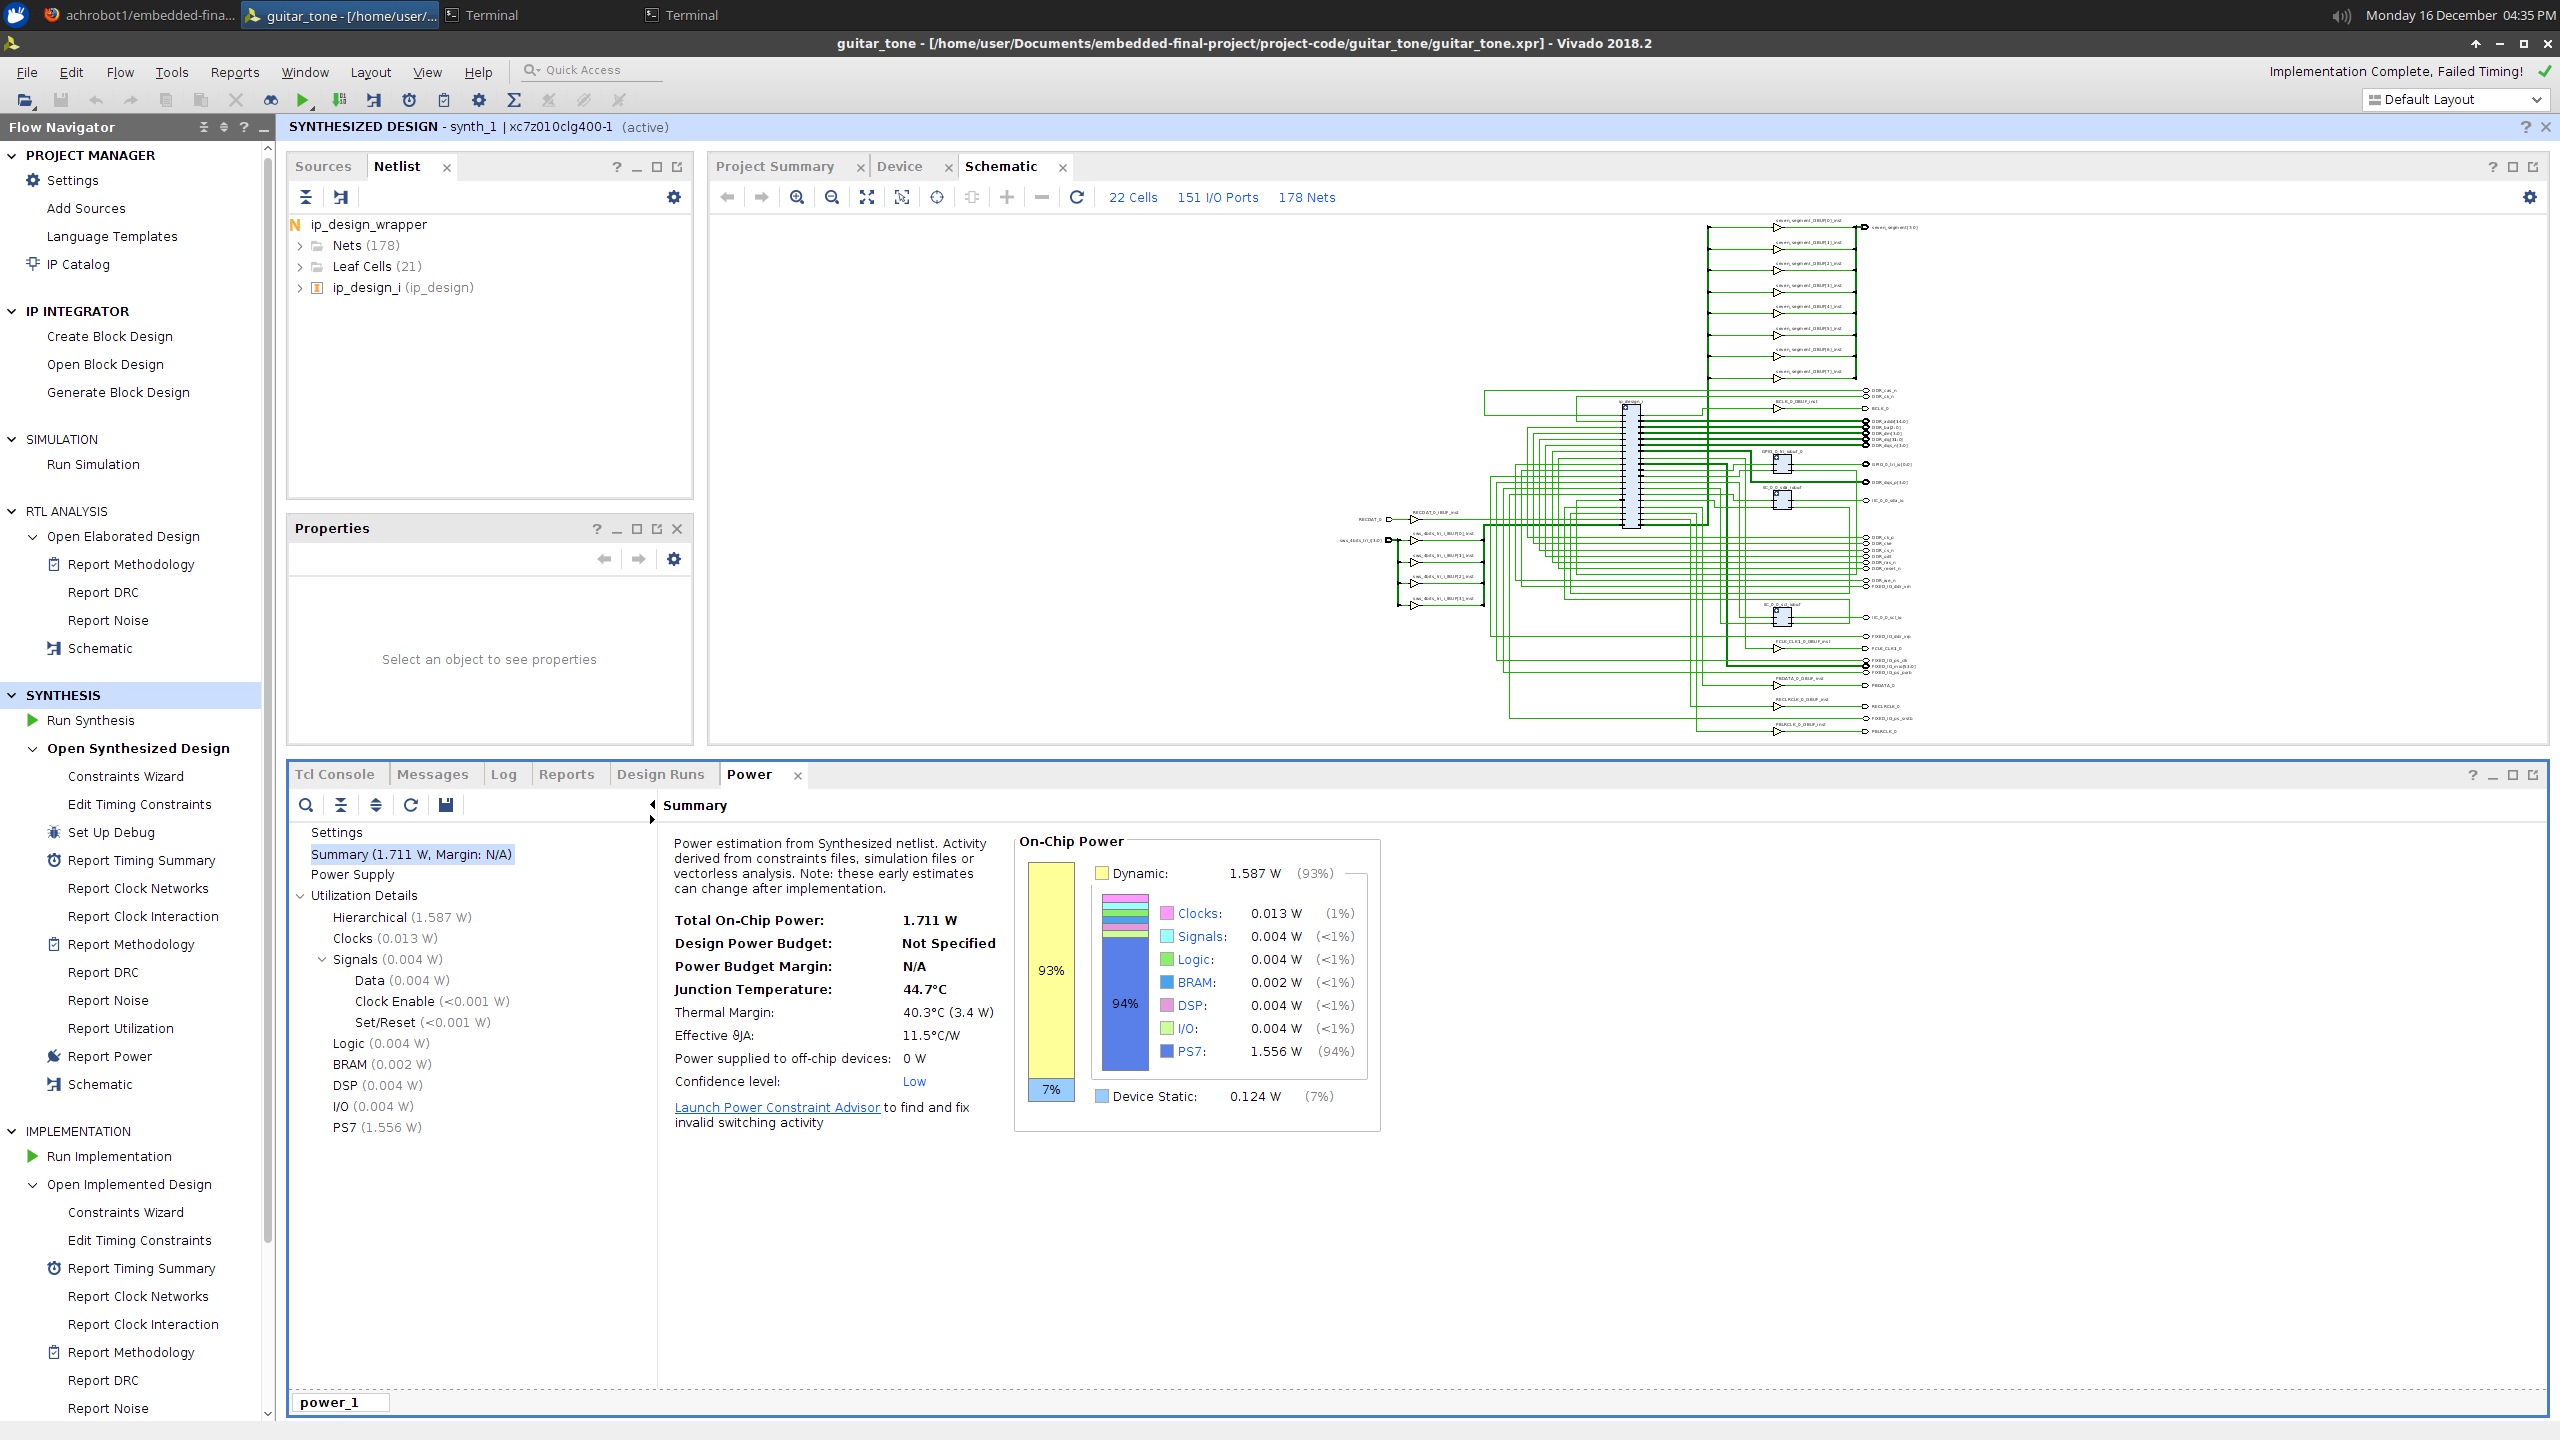 achrobot1/embedded-fina...
guitar_tone - [/home/user/...
Terminal
Terminal
Monday 16 December 04:35 PM
guitar_tone - [/home/user/Documents/embedded-final-project/project-code/guitar_tone/guitar_tone.xpr] - Vivado 2018.2
File Edit Flow Tools Reports Window Layout View Help
Quick Access
Implementation Complete, Failed Timing!
Default Layout
Flow Navigator
SYNTHESIZED DESIGN - synth_1 | xc7z010clg400-1 (active)
PROJECT MANAGER
Settings
Add Sources
Language Templates
IP Catalog
IP INTEGRATOR
Create Block Design
Open Block Design
Generate Block Design
SIMULATION
Run Simulation
RTL ANALYSIS
Open Elaborated Design
Report Methodology
Report DRC
Report Noise
Schematic
SYNTHESIS
Run Synthesis
Open Synthesized Design
Constraints Wizard
Edit Timing Constraints
Set Up Debug
Report Timing Summary
Report Clock Networks
Report Clock Interaction
Report Methodology
Report DRC
Report Noise
Report Utilization
Report Power
Schematic
IMPLEMENTATION
Run Implementation
Open Implemented Design
Constraints Wizard
Edit Timing Constraints
Report Timing Summary
Report Clock Networks
Report Clock Interaction
Report Methodology
Report DRC
Report Noise
Sources Netlist
ip_design_wrapper
Nets (178)
Leaf Cells (21)
ip_design_i (ip_design)
Properties
Select an object to see properties
Project Summary Device Schematic
22 Cells 151 I/O Ports 178 Nets
Tcl Console Messages Log Reports Design Runs Power
Settings
Summary (1.711 W, Margin: N/A)
Power Supply
Utilization Details
Hierarchical (1.587 W)
Clocks (0.013 W)
Signals (0.004 W)
Data (0.004 W)
Clock Enable (<0.001 W)
Set/Reset (<0.001 W)
Logic (0.004 W)
BRAM (0.002 W)
DSP (0.004 W)
I/O (0.004 W)
PS7 (1.556 W)
Summary
Power estimation from Synthesized netlist. Activity
derived from constraints files, simulation files or
vectorless analysis. Note: these early estimates
can change after implementation.
Total On-Chip Power: 1.711 W
Design Power Budget: Not Specified
Power Budget Margin: N/A
Junction Temperature: 44.7°C
Thermal Margin: 40.3°C (3.4 W)
Effective ϑJA: 11.5°C/W
Power supplied to off-chip devices: 0 W
Confidence level: Low
Launch Power Constraint Advisor to find and fix
invalid switching activity
On-Chip Power
93%
7%
94%
Dynamic: 1.587 W (93%)
Clocks: 0.013 W (1%)
Signals: 0.004 W (<1%)
Logic: 0.004 W (<1%)
BRAM: 0.002 W (<1%)
DSP: 0.004 W (<1%)
I/O: 0.004 W (<1%)
PS7: 1.556 W (94%)
Device Static: 0.124 W (7%)
power_1